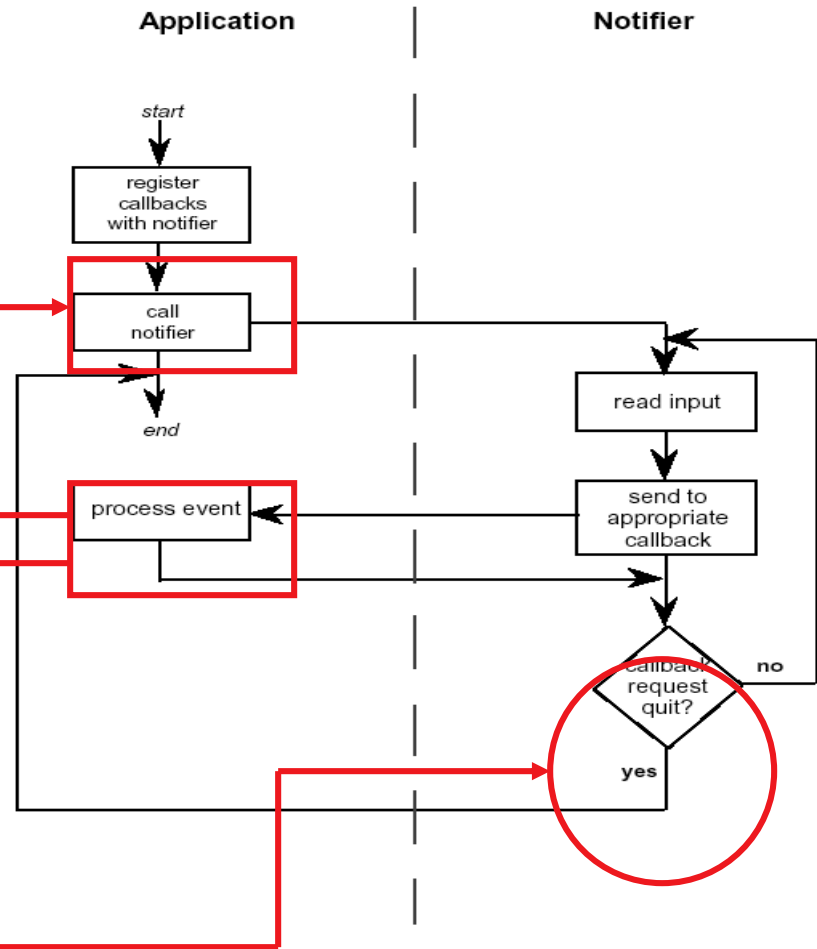 Application
Notifier
start
register
callbacks
with notifier
call
notifier
end
read input
process event
send to
appropriate
callback
callback
request
quit?
no
yes